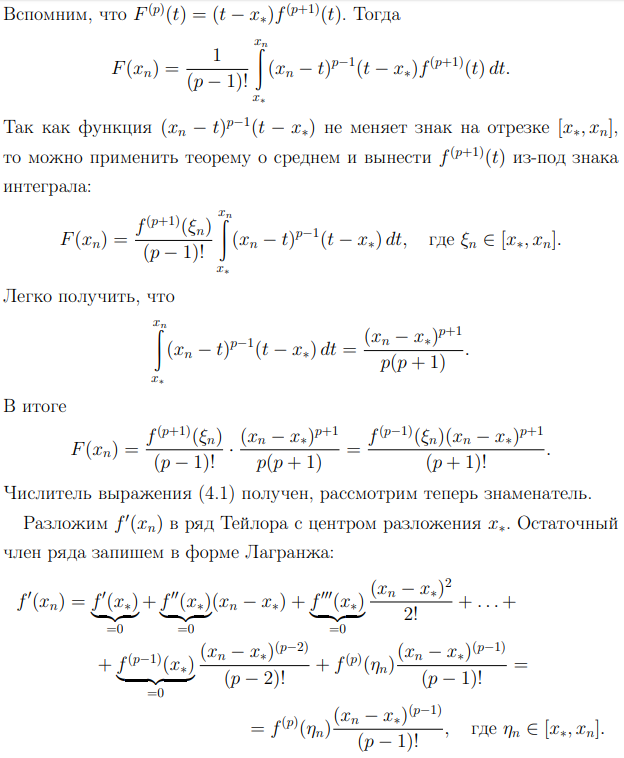 Вспомним, что $F^{(p)}(t) = (t - x_*)f^{(p+1)}(t)$. Тогда
$$F(x_n) = \frac{1}{(p-1)!} \int\limits_{x_*}^{x_n} (x_n - t)^{p-1}(t - x_*)f^{(p+1)}(t)\, dt.$$
Так как функция $(x_n - t)^{p-1}(t - x_*)$ не меняет знак на отрезке $[x_*, x_n]$,
то можно применить теорему о среднем и вынести $f^{(p+1)}(t)$ из-под знака
интеграла:
$$F(x_n) = \frac{f^{(p+1)}(\xi_n)}{(p-1)!} \int\limits_{x_*}^{x_n} (x_n - t)^{p-1}(t - x_*)\, dt, \quad \text{где } \xi_n \in [x_*, x_n].$$
Легко получить, что
$$\int\limits_{x_*}^{x_n} (x_n - t)^{p-1}(t - x_*)\, dt = \frac{(x_n - x_*)^{p+1}}{p(p+1)}.$$
В итоге
$$F(x_n) = \frac{f^{(p+1)}(\xi_n)}{(p-1)!} \cdot \frac{(x_n - x_*)^{p+1}}{p(p+1)} = \frac{f^{(p-1)}(\xi_n)(x_n - x_*)^{p+1}}{(p+1)!}.$$
Числитель выражения (4.1) получен, рассмотрим теперь знаменатель.
Разложим $f'(x_n)$ в ряд Тейлора с центром разложения $x_*$. Остаточный
член ряда запишем в форме Лагранжа:
$$f'(x_n) = \underbrace{f'(x_*)}_{=0} + \underbrace{f''(x_*)}_{=0}(x_n - x_*) + \underbrace{f'''(x_*)}_{=0} \frac{(x_n - x_*)^2}{2!} + \ldots +$$
$$+ \underbrace{f^{(p-1)}(x_*)}_{=0} \frac{(x_n - x_*)^{(p-2)}}{(p-2)!} + f^{(p)}(\eta_n) \frac{(x_n - x_*)^{(p-1)}}{(p-1)!} =$$
$$= f^{(p)}(\eta_n) \frac{(x_n - x_*)^{(p-1)}}{(p-1)!}, \quad \text{где } \eta_n \in [x_*, x_n].$$